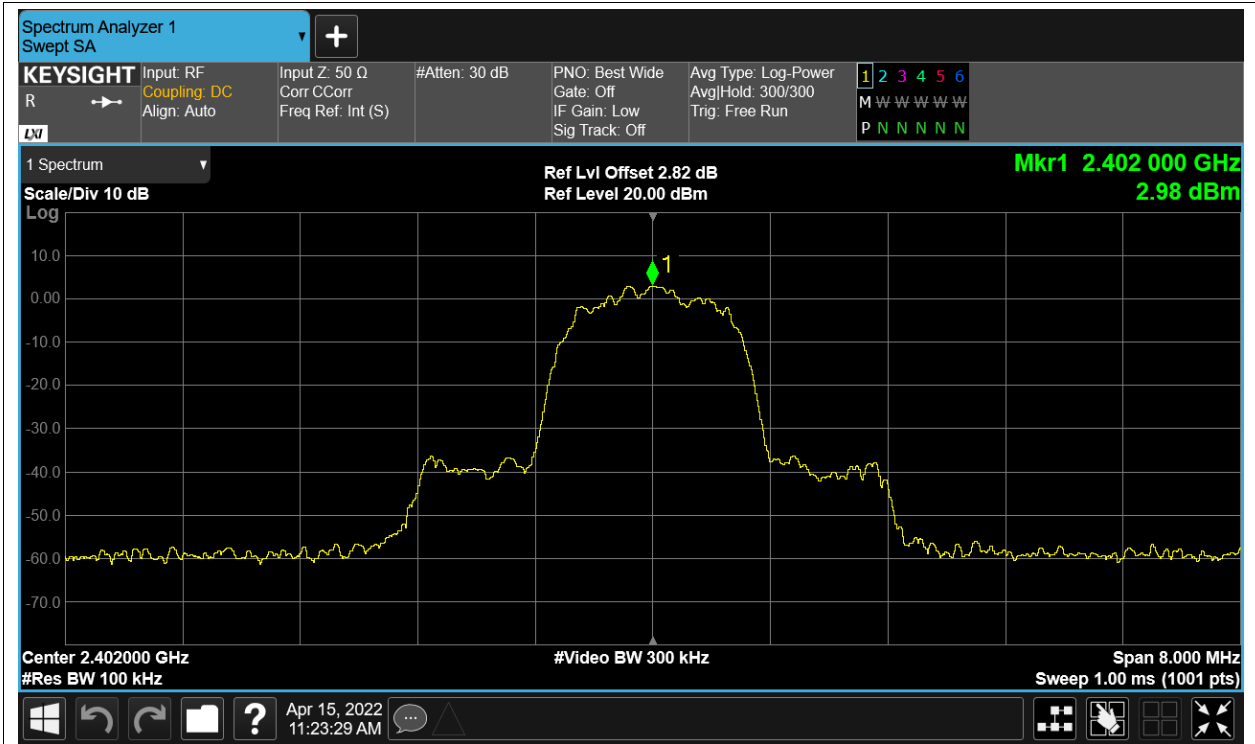 Spectrum Analyzer 1
Swept SA
KEYSIGHT
R
LXI
Input: RF
Coupling: DC
Align: Auto
Input Z: 50 Ω
Corr CCorr
Freq Ref: Int (S)
#Atten: 30 dB
PNO: Best Wide
Gate: Off
IF Gain: Low
Sig Track: Off
Avg Type: Log-Power
Avg|Hold: 300/300
Trig: Free Run
1 2 3 4 5 6
M W W W W W
P N N N N N
1 Spectrum
Scale/Div 10 dB
Log
Ref Lvl Offset 2.82 dB
Ref Level 20.00 dBm
Mkr1 2.402 000 GHz
2.98 dBm
1
10.0
0.00
-10.0
-20.0
-30.0
-40.0
-50.0
-60.0
-70.0
Center 2.402000 GHz
#Res BW 100 kHz
#Video BW 300 kHz
Span 8.000 MHz
Sweep 1.00 ms (1001 pts)
?
Apr 15, 2022
11:23:29 AM